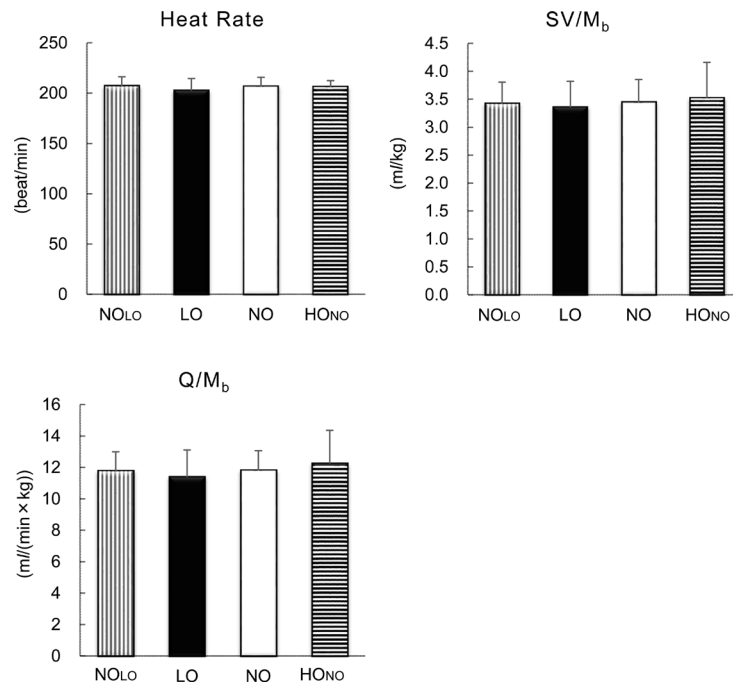 Heat Rate
250
200
150
100
50
0
(beat/min)
NOLO LO NO HONO
SV/Mb
4.5
4.0
3.5
3.0
2.5
2.0
1.5
1.0
0.5
0.0
(ml/kg)
NOLO LO NO HONO
Q/Mb
16
14
12
10
8
6
4
2
0
(ml/(min×kg))
NOLO LO NO HONO